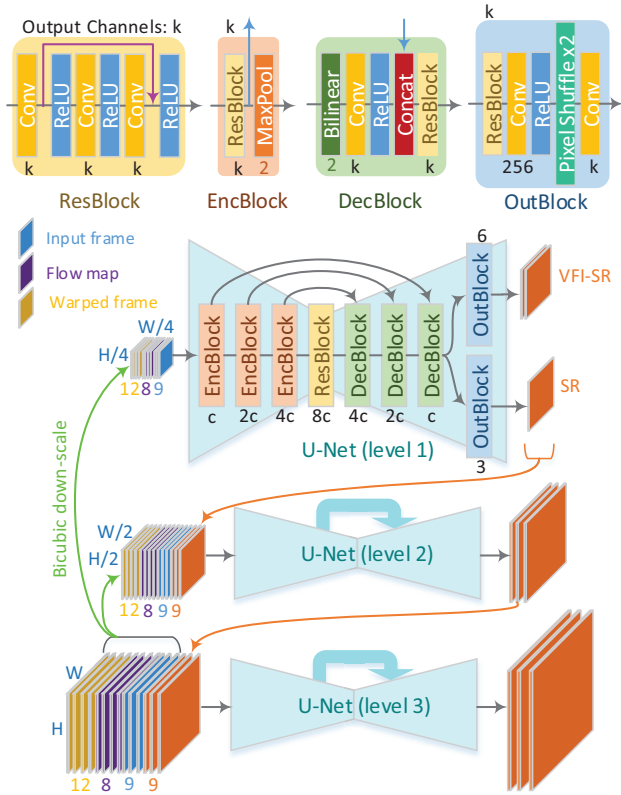 Output Channels: k
Conv
ReLU
Conv
ReLU
Conv
ReLU
k
k
k
ResBlock
k
ResBlock
MaxPool
k
2
EncBlock
Bilinear
Conv
ReLU
Concat
ResBlock
2
k
k
DecBlock
k
ResBlock
Conv
ReLU
Pixel Shuffle x2
Conv
256
k
OutBlock
Input frame
Flow map
Warped frame
W/4
H/4
12 8 9
EncBlock
EncBlock
EncBlock
ResBlock
DecBlock
DecBlock
DecBlock
c
2c
4c
8c
4c
2c
c
6
OutBlock
OutBlock
3
VFI-SR
SR
U-Net (level 1)
Bicubic down-scale
W/2
H/2
12 8 9 9
U-Net (level 2)
W
H
12 8 9 9
U-Net (level 3)